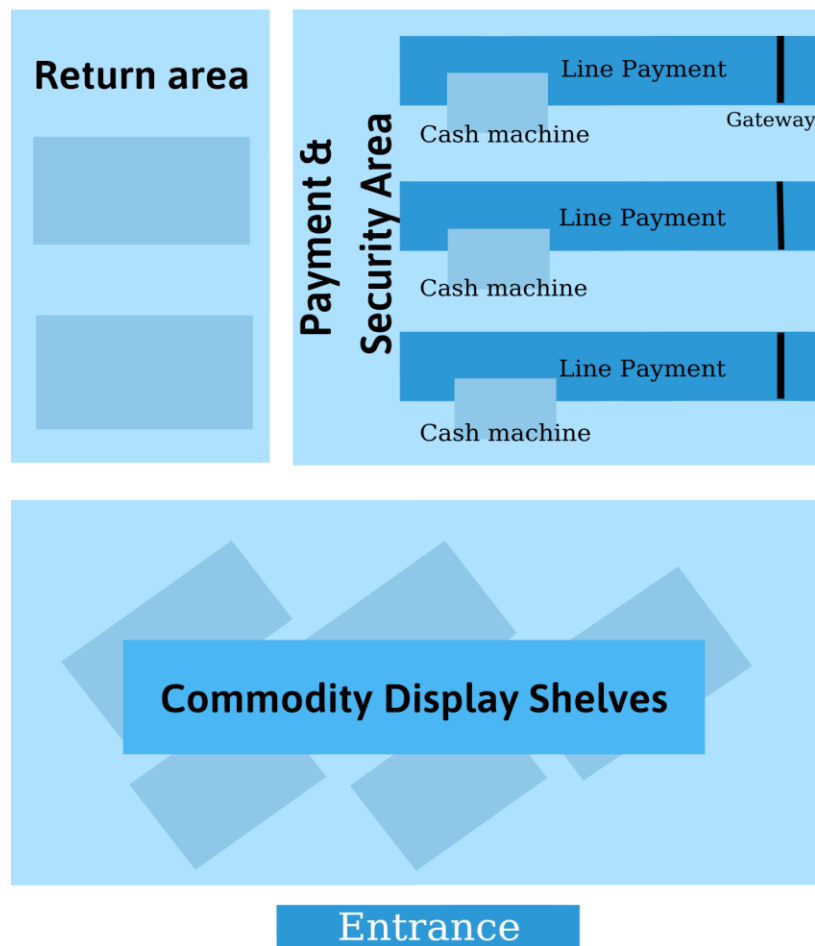 Return area
Payment &
Security Area
Line Payment
Cash machine
Gateway
Line Payment
Cash machine
Line Payment
Cash machine
Commodity Display Shelves
Entrance